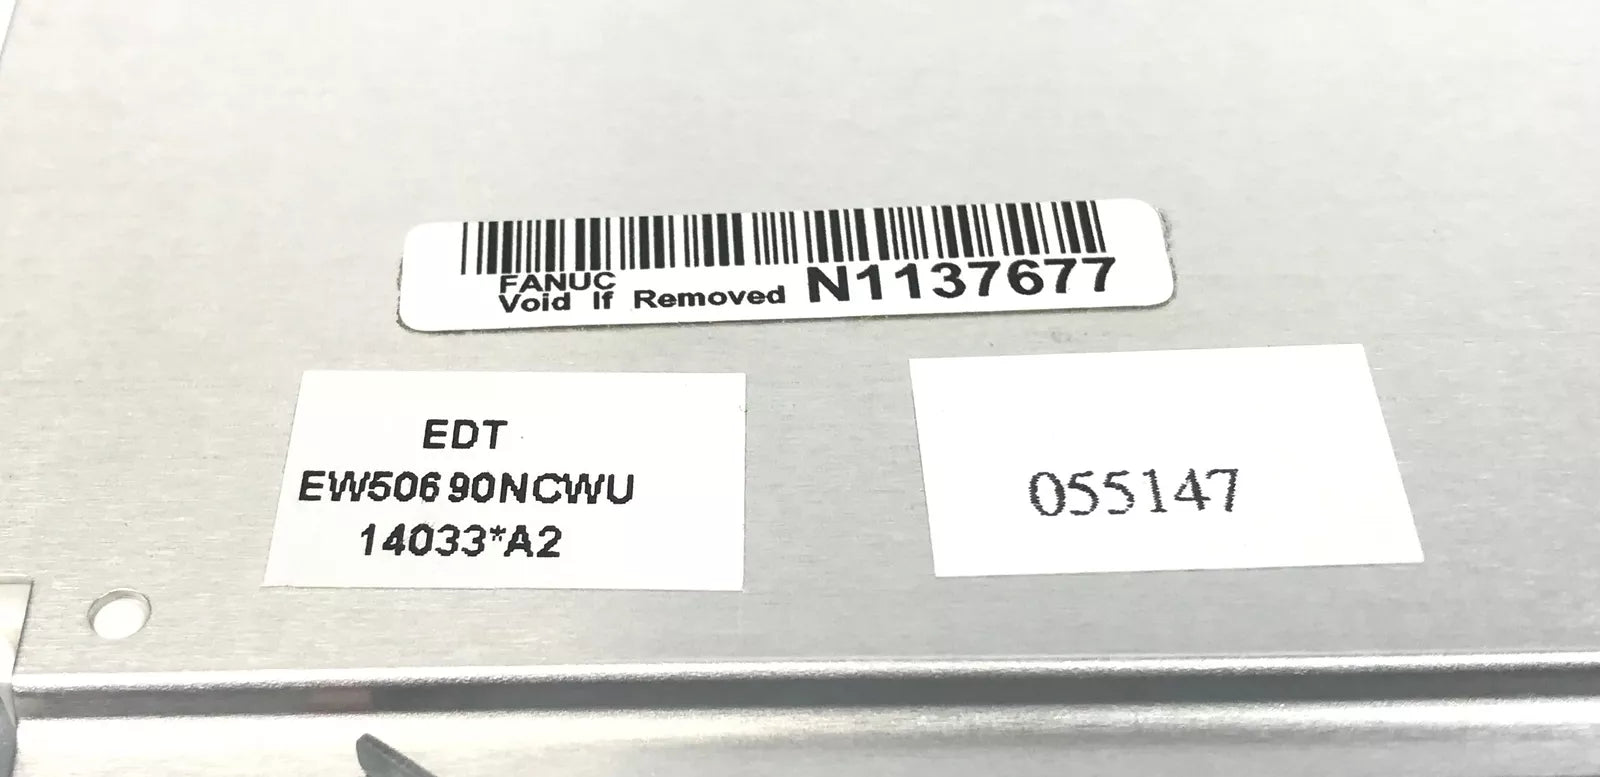 FANUC
Void If Removed N1137677
EDT
EW50690NCWU
14033*A2
055147